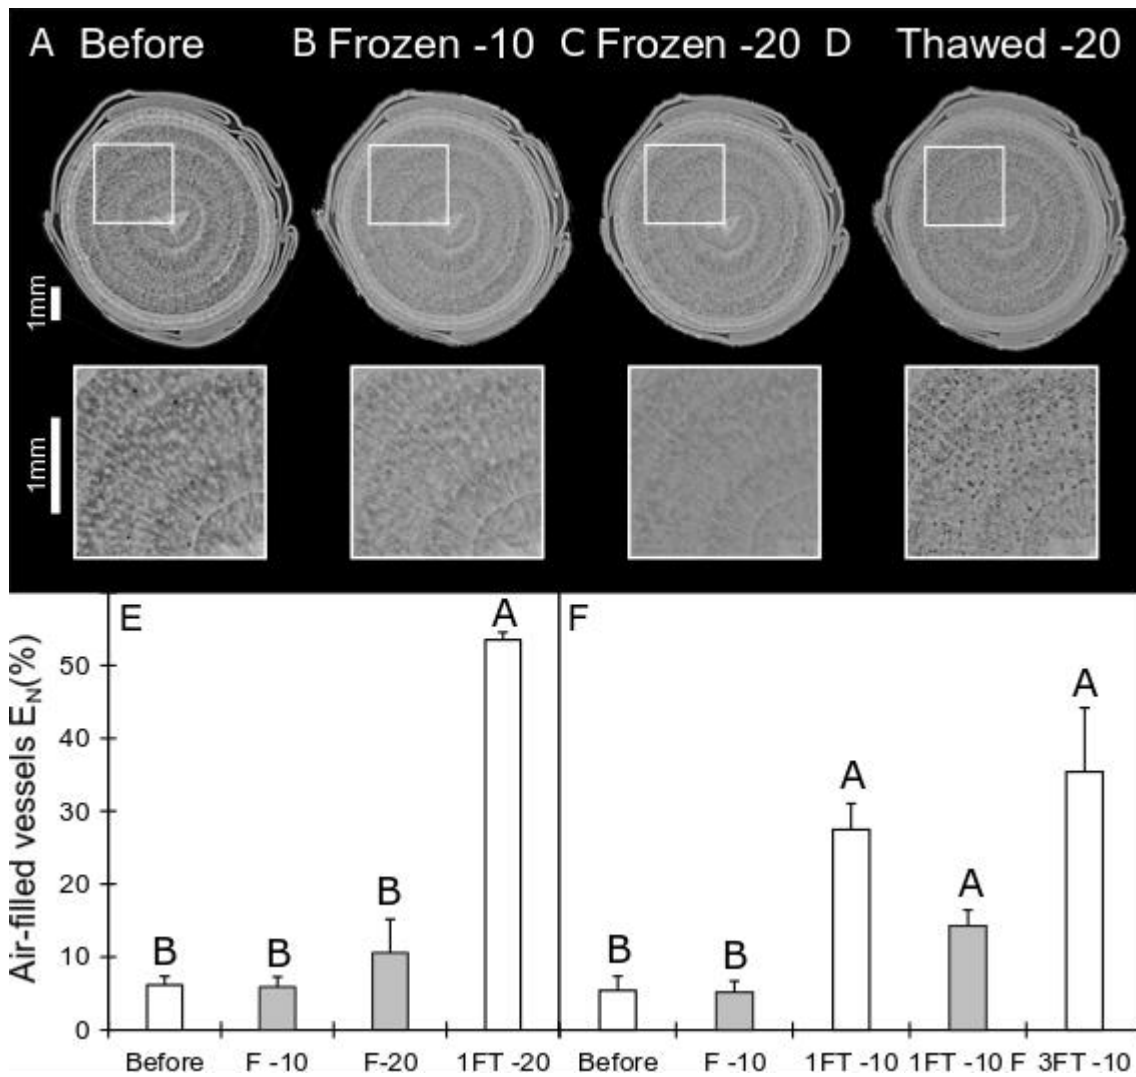 A Before
B Frozen -10
C Frozen -20
D Thawed -20
1mm
1mm
E
F
Air-filled vessels E_N(%)
50
40
30
20
10
0
B
B
B
A
B
B
A
A
A
Before
F -10
F-20
1FT -20
Before
F -10
1FT -10
1FT -10 F
3FT-10